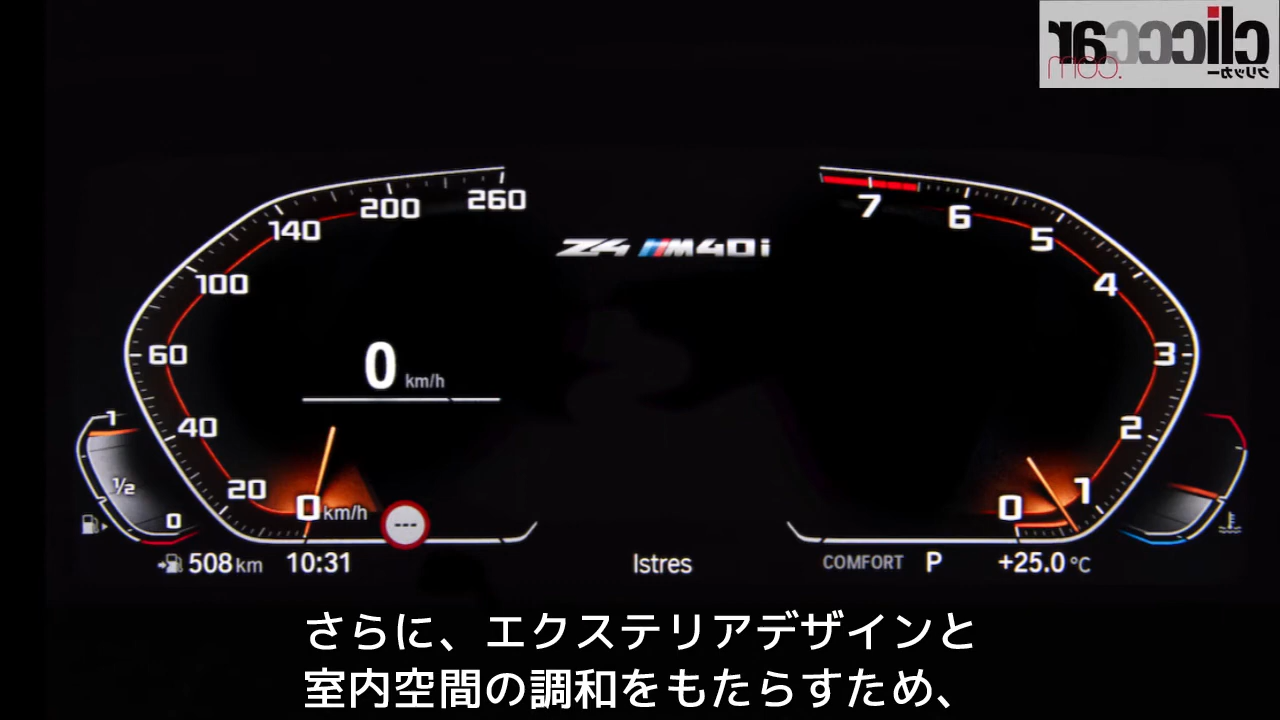 cliccar
.com
クリッカー
260
200
140
100
60
40
20
0 km/h
Z4 M40i
0 km/h
7
6
5
4
3
2
1
0
1
1/2
0
---
508 km
10:31
Istres
COMFORT P
+25.0 °C
さらに、エクステリアデザインと
室内空間の調和をもたらすため、